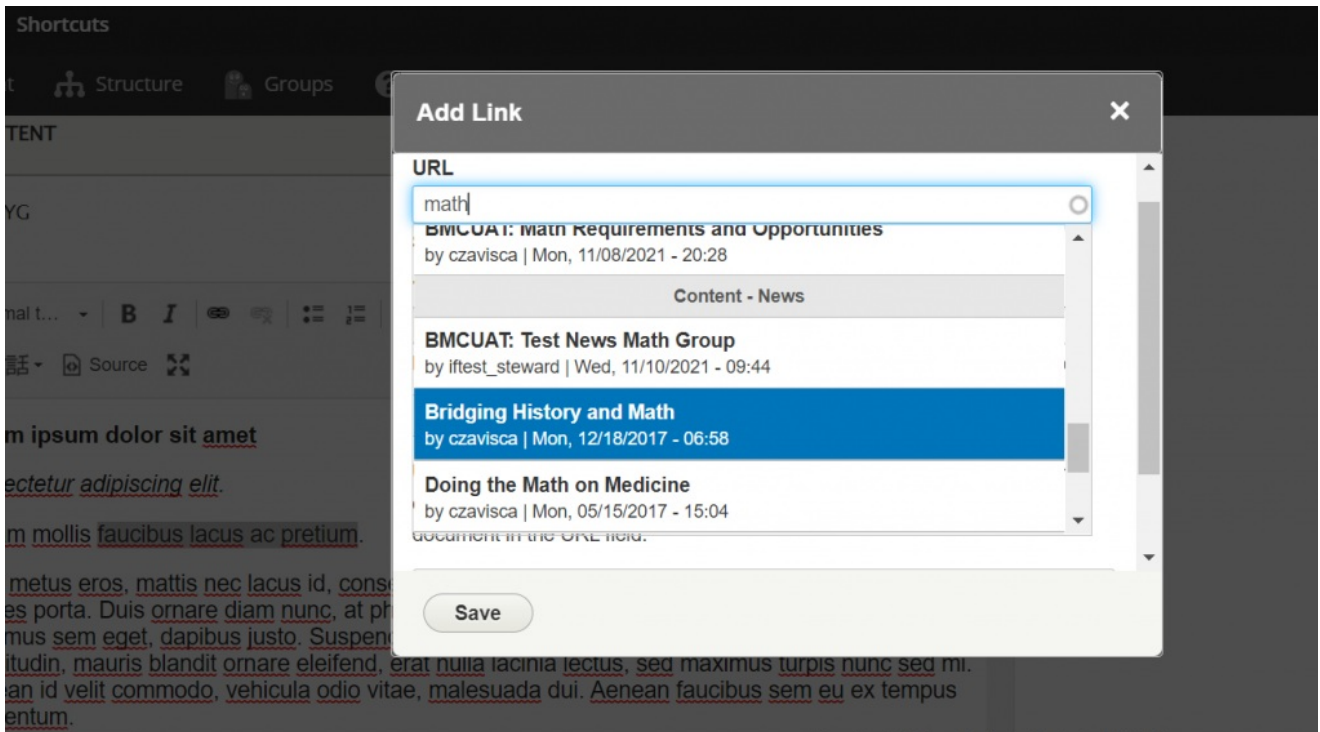 Shortcuts
Structure
Groups
TENT
YG
mal t...
B I
話
Source
Add Link
URL
math
BMCUAT: Math Requirements and Opportunities
by czavisca | Mon, 11/08/2021 - 20:28
Content - News
BMCUAT: Test News Math Group
by iftest_steward | Wed, 11/10/2021 - 09:44
Bridging History and Math
by czavisca | Mon, 12/18/2017 - 06:58
Doing the Math on Medicine
by czavisca | Mon, 05/15/2017 - 15:04
document in the URL field.
Save
m ipsum dolor sit amet
ectetur adipiscing elit.
m mollis faucibus lacus ac pretium.
metus eros, mattis nec lacus id, conse
es porta. Duis ornare diam nunc, at ph
mus sem eget, dapibus justo. Suspend
itudin, mauris blandit ornare eleifend, erat nulla lacinia lectus, sed maximus turpis nunc sed mi.
an id velit commodo, vehicula odio vitae, malesuada dui. Aenean faucibus sem eu ex tempus
entum.